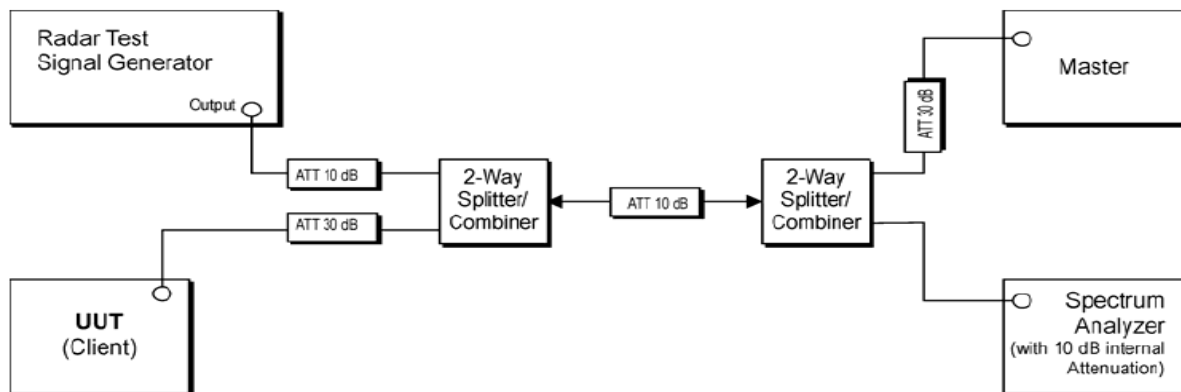 Radar Test
Signal Generator
Output
ATT 10 dB
2-Way
Splitter/
Combiner
ATT 30 dB
UUT
(Client)
ATT 10 dB
2-Way
Splitter/
Combiner
ATT 30 dB
Master
Spectrum
Analyzer
(with 10 dB internal
Attenuation)